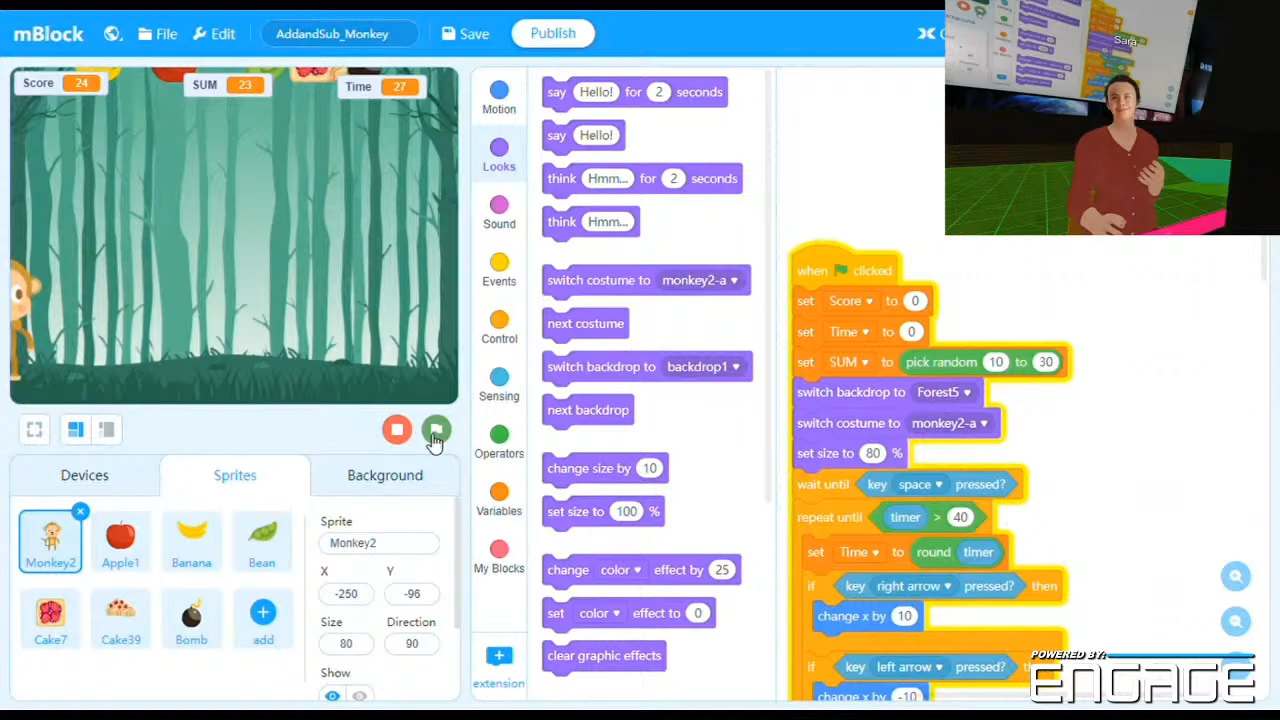 mBlock
File
Edit
AddandSub_Monkey
Save
Publish
Sara
Score 24
SUM 23
Time 27
Motion
Looks
Sound
Events
Control
Sensing
Operators
Variables
My Blocks
extension
say Hello! for 2 seconds
say Hello!
think Hmm... for 2 seconds
think Hmm...
switch costume to monkey2-a
next costume
switch backdrop to backdrop1
next backdrop
change size by 10
set size to 100 %
change color effect by 25
set color effect to 0
clear graphic effects
when clicked
set Score to 0
set Time to 0
set SUM to pick random 10 to 30
switch backdrop to Forest5
switch costume to monkey2-a
set size to 80 %
wait until key space pressed?
repeat until timer > 40
set Time to round timer
if key right arrow pressed? then
change x by 10
if key left arrow pressed?
change x by -10
Devices
Sprites
Background
Monkey2
Apple1
Banana
Bean
Cake7
Cake39
Bomb
add
Sprite
Monkey2
X Y
-250 -96
Size Direction
80 90
Show
POWERED BY:
ENGAGE